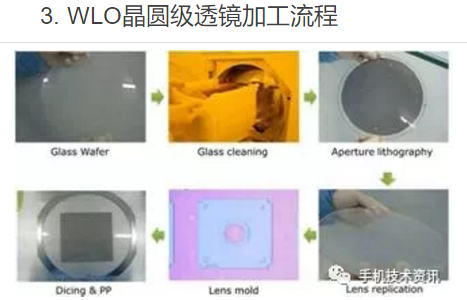 3. WLO晶圆级透镜加工流程
Glass Wafer
Glass cleaning
Aperture lithography
Dicing & PP
Lens mold
Lens replication
手机技术资讯